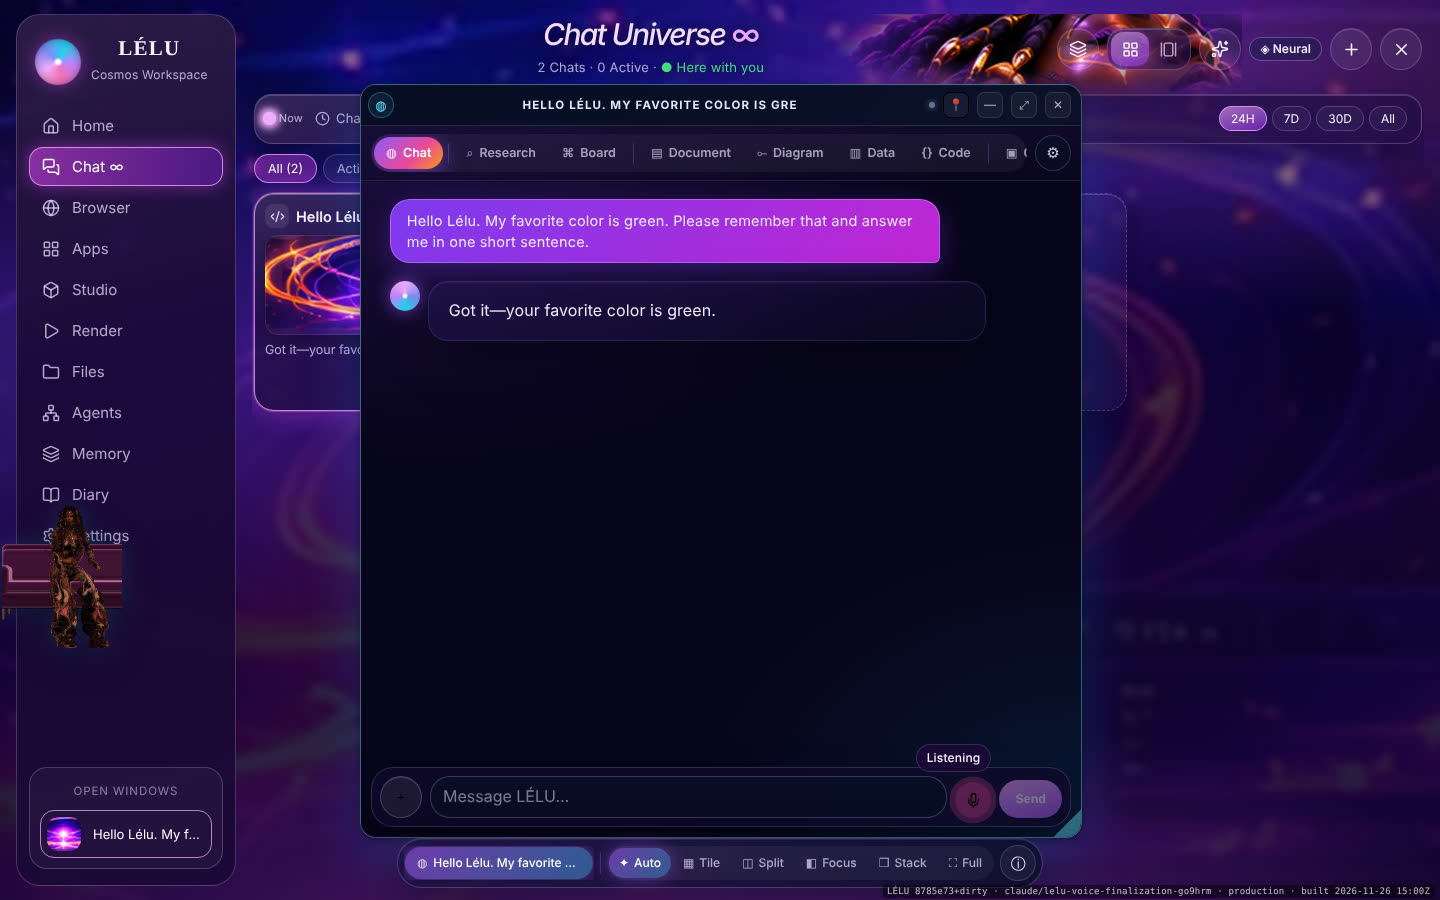 LÉLU
Cosmos Workspace
Home
Chat ∞
Browser
Apps
Studio
Render
Files
Agents
Memory
Diary
ettings
OPEN WINDOWS
Hello Lélu. My f...
Chat Universe ∞
2 Chats · 0 Active · ● Here with you
Neural
Now
Cha
24H
7D
30D
All
All (2)
Acti
Hello Lélu
Got it—your favo
HELLO LÉLU. MY FAVORITE COLOR IS GRE
Chat
Research
Board
Document
Diagram
Data
{} Code
Hello Lélu. My favorite color is green. Please remember that and answer
me in one short sentence.
Got it—your favorite color is green.
Listening
Message LÉLU...
Send
Hello Lélu. My favorite ...
Auto
Tile
Split
Focus
Stack
Full
LÉLU 8785e73+dirty · claude/lelu-voice-finalization-go9hrm · production · built 2026-11-26 15:00Z